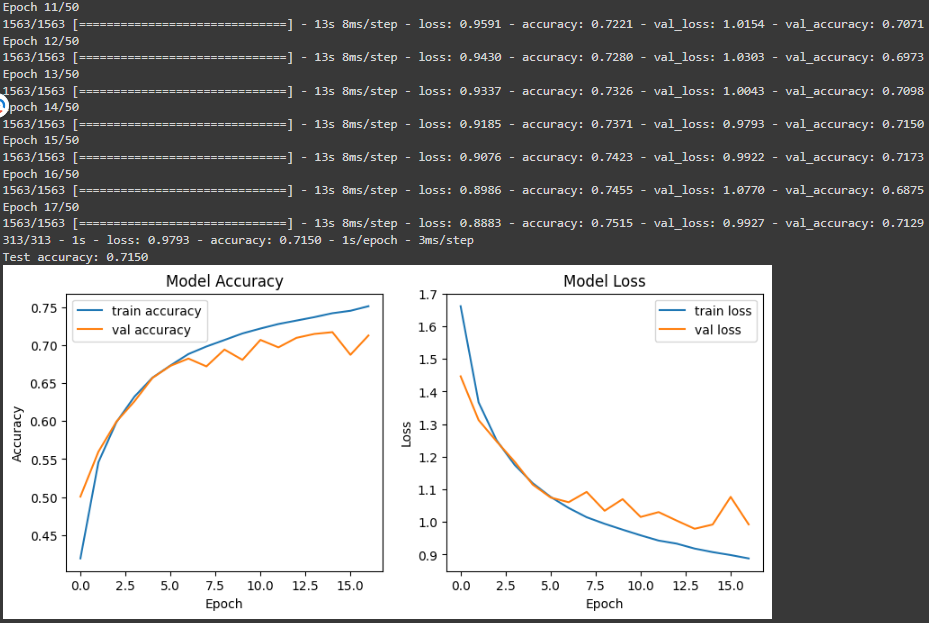 Epoch 11/50
1563/1563 [==============================] - 13s 8ms/step - loss: 0.9591 - accuracy: 0.7221 - val_loss: 1.0154 - val_accuracy: 0.7071
Epoch 12/50
1563/1563 [==============================] - 13s 8ms/step - loss: 0.9430 - accuracy: 0.7280 - val_loss: 1.0303 - val_accuracy: 0.6973
Epoch 13/50
1563/1563 [==============================] - 13s 8ms/step - loss: 0.9337 - accuracy: 0.7326 - val_loss: 1.0043 - val_accuracy: 0.7098
Epoch 14/50
1563/1563 [==============================] - 13s 8ms/step - loss: 0.9185 - accuracy: 0.7371 - val_loss: 0.9793 - val_accuracy: 0.7150
Epoch 15/50
1563/1563 [==============================] - 13s 8ms/step - loss: 0.9076 - accuracy: 0.7423 - val_loss: 0.9922 - val_accuracy: 0.7173
Epoch 16/50
1563/1563 [==============================] - 13s 8ms/step - loss: 0.8986 - accuracy: 0.7455 - val_loss: 1.0770 - val_accuracy: 0.6875
Epoch 17/50
1563/1563 [==============================] - 13s 8ms/step - loss: 0.8883 - accuracy: 0.7515 - val_loss: 0.9927 - val_accuracy: 0.7129
313/313 - 1s - loss: 0.9793 - accuracy: 0.7150 - 1s/epoch - 3ms/step
Test accuracy: 0.7150
Model Accuracy
train accuracy
val accuracy
0.75
0.70
0.65
0.60
0.55
0.50
0.45
Accuracy
0.0 2.5 5.0 7.5 10.0 12.5 15.0
Epoch
Model Loss
train loss
val loss
1.7
1.6
1.5
1.4
1.3
1.2
1.1
1.0
0.9
Loss
0.0 2.5 5.0 7.5 10.0 12.5 15.0
Epoch